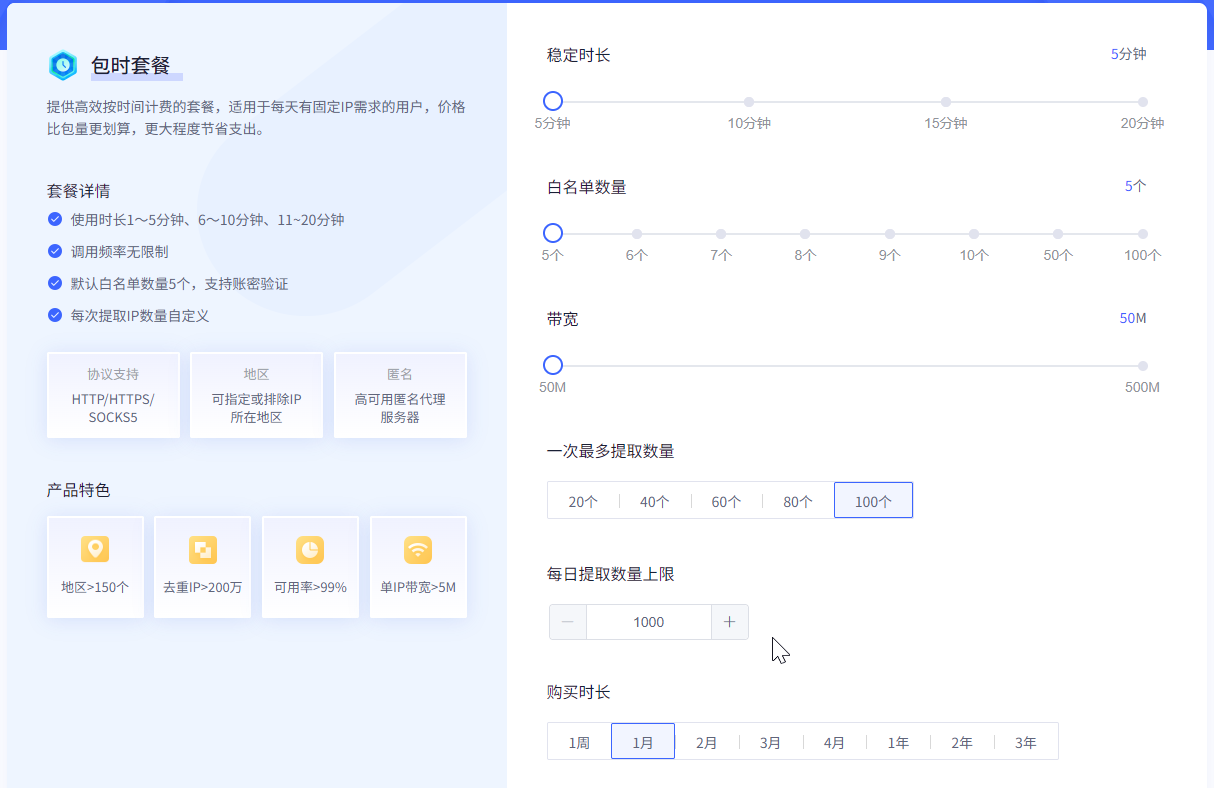 包时套餐
提供高效按时间计费的套餐，适用于每天有固定IP需求的用户，价格
比包量更划算，更大程度节省支出。
套餐详情
使用时长1～5分钟、6～10分钟、11~20分钟
调用频率无限制
默认白名单数量5个，支持账密验证
每次提取IP数量自定义
协议支持
HTTP/HTTPS/
SOCKS5
地区
可指定或排除IP
所在地区
匿名
高可用匿名代理
服务器
产品特色
地区>150个
去重IP>200万
可用率>99%
单IP带宽>5M
稳定时长 5分钟
5分钟 10分钟 15分钟 20分钟
白名单数量 5个
5个 6个 7个 8个 9个 10个 50个 100个
带宽 50M
50M 500M
一次最多提取数量
20个 40个 60个 80个 100个
每日提取数量上限
1000
购买时长
1周 1月 2月 3月 4月 1年 2年 3年